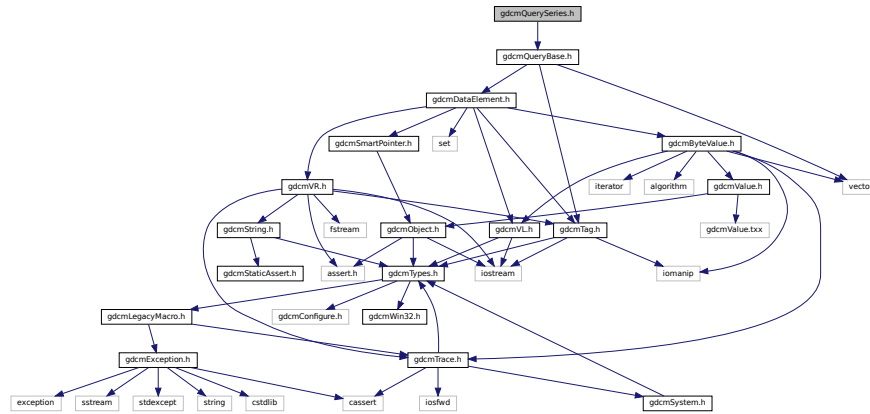 gdcmQuerySeries.h
gdcmQueryBase.h
gdcmDataElement.h
gdcmSmartPointer.h
set
gdcmByteValue.h
gdcmVR.h
iterator
algorithm
gdcmValue.h
vecto
gdcmString.h
fstream
gdcmObject.h
gdcmVL.h
gdcmTag.h
gdcmValue.txx
gdcmStaticAssert.h
assert.h
gdcmTypes.h
iostream
iomanip
gdcmLegacyMacro.h
gdcmConfigure.h
gdcmWin32.h
gdcmException.h
gdcmTrace.h
exception
sstream
stdexcept
string
cstdlib
cassert
iosfwd
gdcmSystem.h